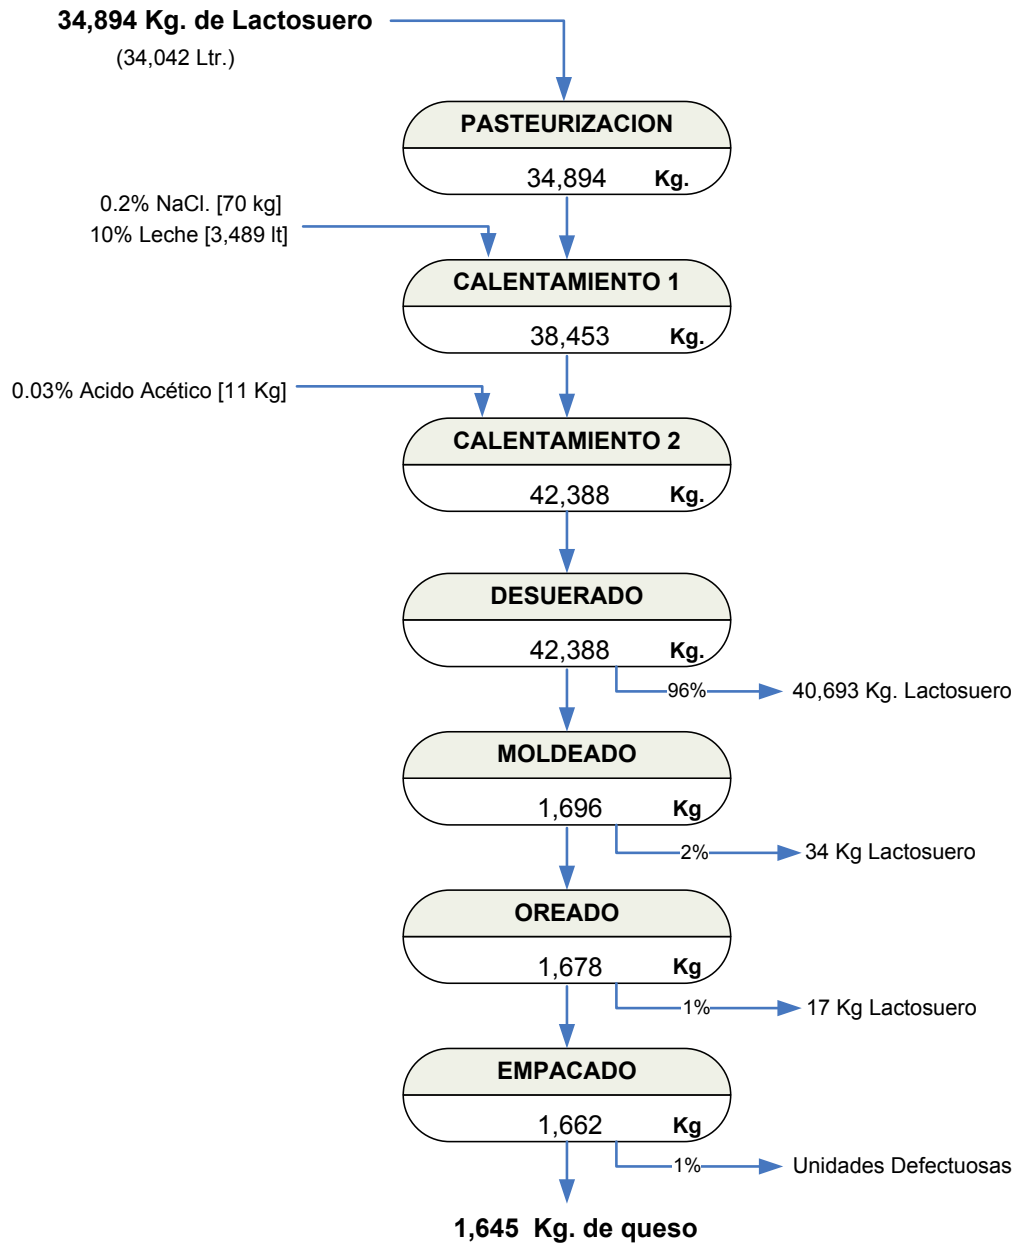 34,894 Kg. de Lactosuero
(34,042 Ltr.)
PASTEURIZACION
34,894 Kg.
0.2% NaCl. [70 kg]
10% Leche [3,489 lt]
CALENTAMIENTO 1
38,453 Kg.
0.03% Acido Acético [11 Kg]
CALENTAMIENTO 2
42,388 Kg.
DESUERADO
42,388 Kg.
96% 40,693 Kg. Lactosuero
MOLDEADO
1,696 Kg
2% 34 Kg Lactosuero
OREADO
1,678 Kg
1% 17 Kg Lactosuero
EMPACADO
1,662 Kg
1% Unidades Defectuosas
1,645 Kg. de queso